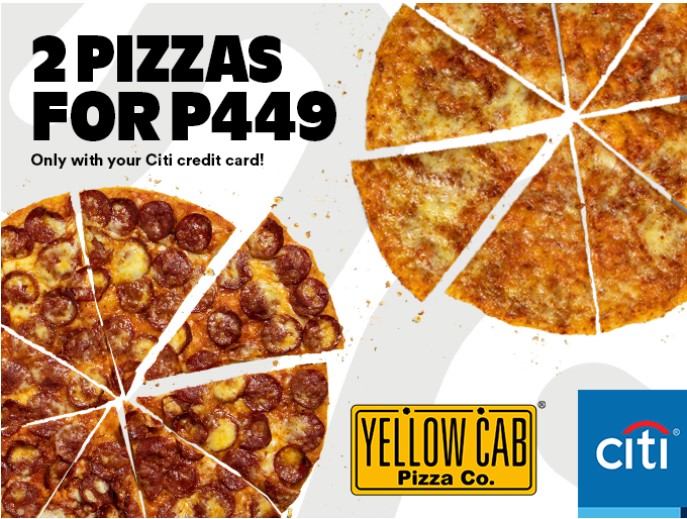 2 PIZZAS
FOR P449
Only with your Citi credit card!
YELLOW CAB
Pizza Co.
®
citi®